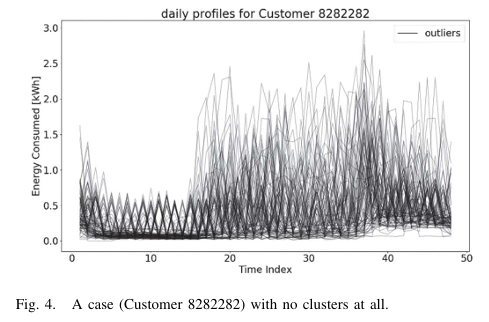 daily profiles for Customer 8282282
outliers
Energy Consumed [kWh]
3.0
2.5
2.0
1.5
1.0
0.5
0.0
0 10 20 30 40 50
Time Index
Fig. 4. A case (Customer 8282282) with no clusters at all.